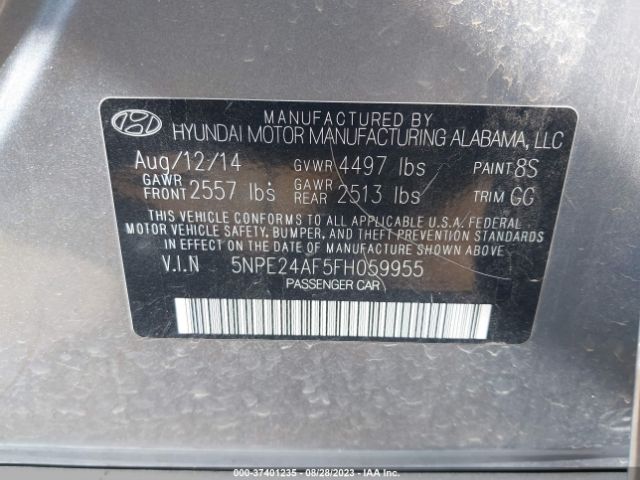 MANUFACTURED BY
HYUNDAI MOTOR MANUFACTURING ALABAMA, LLC
Aug/12/14 GVWR 4497 lbs PAINT 8S
GAWR FRONT 2557 lbs GAWR REAR 2513 lbs TRIM GG
THIS VEHICLE CONFORMS TO ALL APPLICABLE U.S.A. FEDERAL
MOTOR VEHICLE SAFETY, BUMPER, AND THEFT PREVENTION STANDARDS
IN EFFECT ON THE DATE OF MANUFACTURE SHOWN ABOVE
V.I.N 5NPE24AF5FH059955
PASSENGER CAR
000-37401235 - 08/28/2023 - IAA Inc.